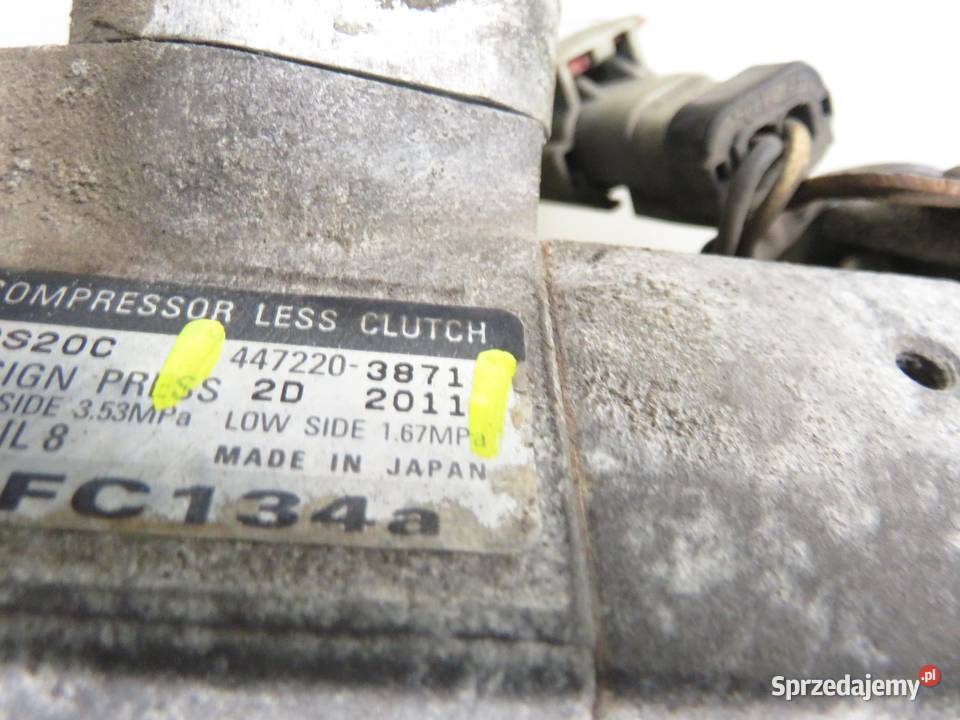 COMPRESSOR LESS CLUTCH
S20C 447220-3871
SIGN PRESS 2D 2011
SIDE 3.53MPa LOW SIDE 1.67MPa
IL 8 MADE IN JAPAN
FC134a
Sprzedajemy.pl